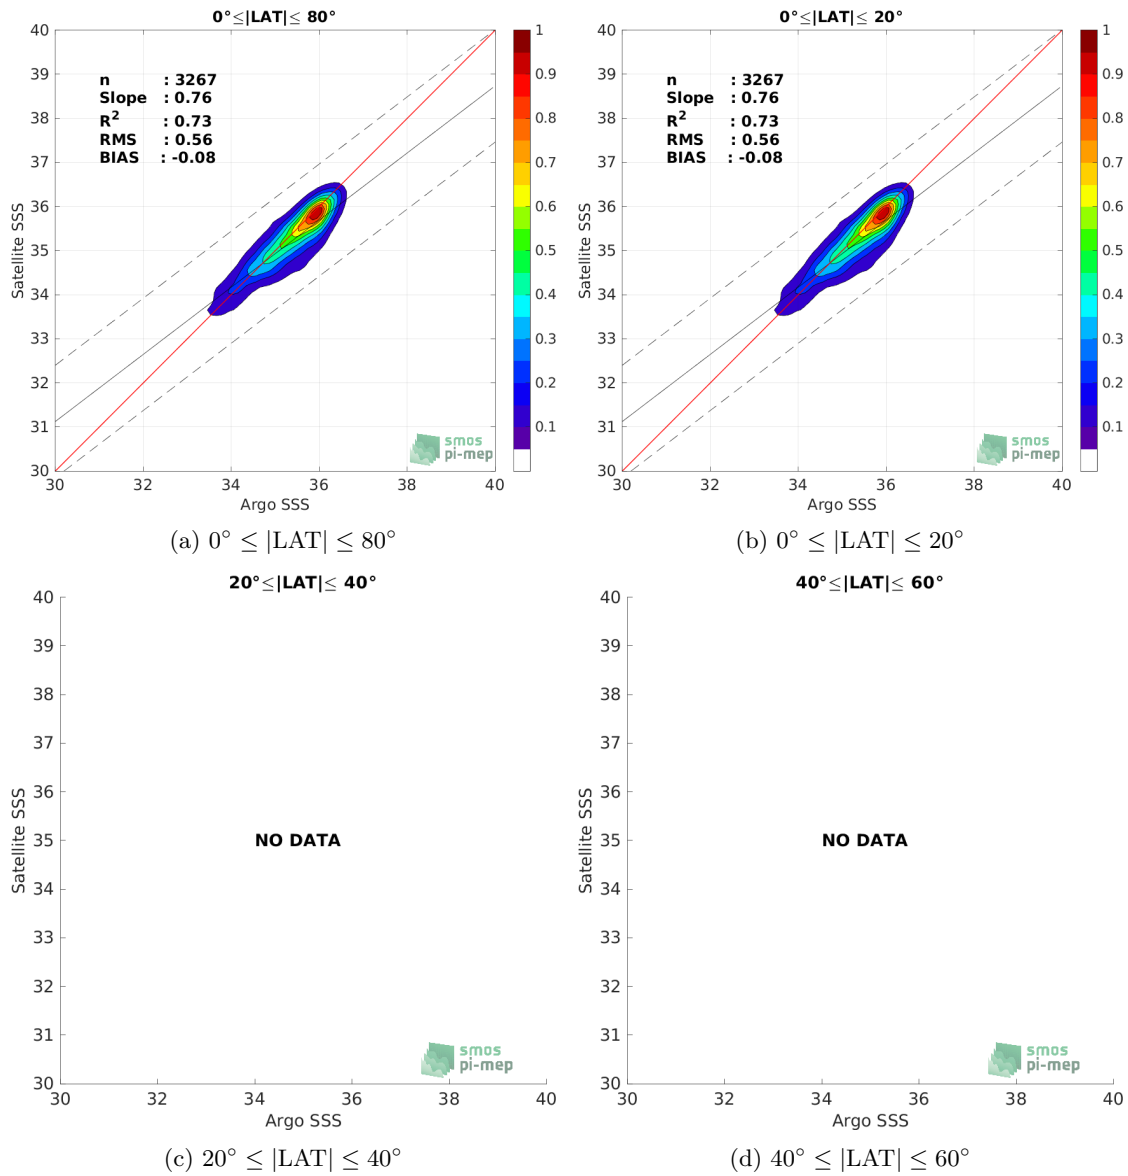 0°≤|LAT|≤ 80°
40
39
38
37
36
35
34
33
32
31
30
Satellite SSS
n : 3267
Slope : 0.76
R² : 0.73
RMS : 0.56
BIAS : -0.08
smos
pi-mep
30 32 34 36 38 40
Argo SSS
1
0.9
0.8
0.7
0.6
0.5
0.4
0.3
0.2
0.1
(a) 0° ≤ |LAT| ≤ 80°
0°≤|LAT|≤ 20°
40
39
38
37
36
35
34
33
32
31
30
Satellite SSS
n : 3267
Slope : 0.76
R² : 0.73
RMS : 0.56
BIAS : -0.08
smos
pi-mep
30 32 34 36 38 40
Argo SSS
1
0.9
0.8
0.7
0.6
0.5
0.4
0.3
0.2
0.1
(b) 0° ≤ |LAT| ≤ 20°
20°≤|LAT|≤ 40°
40
39
38
37
36
35
34
33
32
31
30
Satellite SSS
NO DATA
smos
pi-mep
30 32 34 36 38 40
Argo SSS
(c) 20° ≤ |LAT| ≤ 40°
40°≤|LAT|≤ 60°
40
39
38
37
36
35
34
33
32
31
30
Satellite SSS
NO DATA
smos
pi-mep
30 32 34 36 38 40
Argo SSS
(d) 40° ≤ |LAT| ≤ 60°